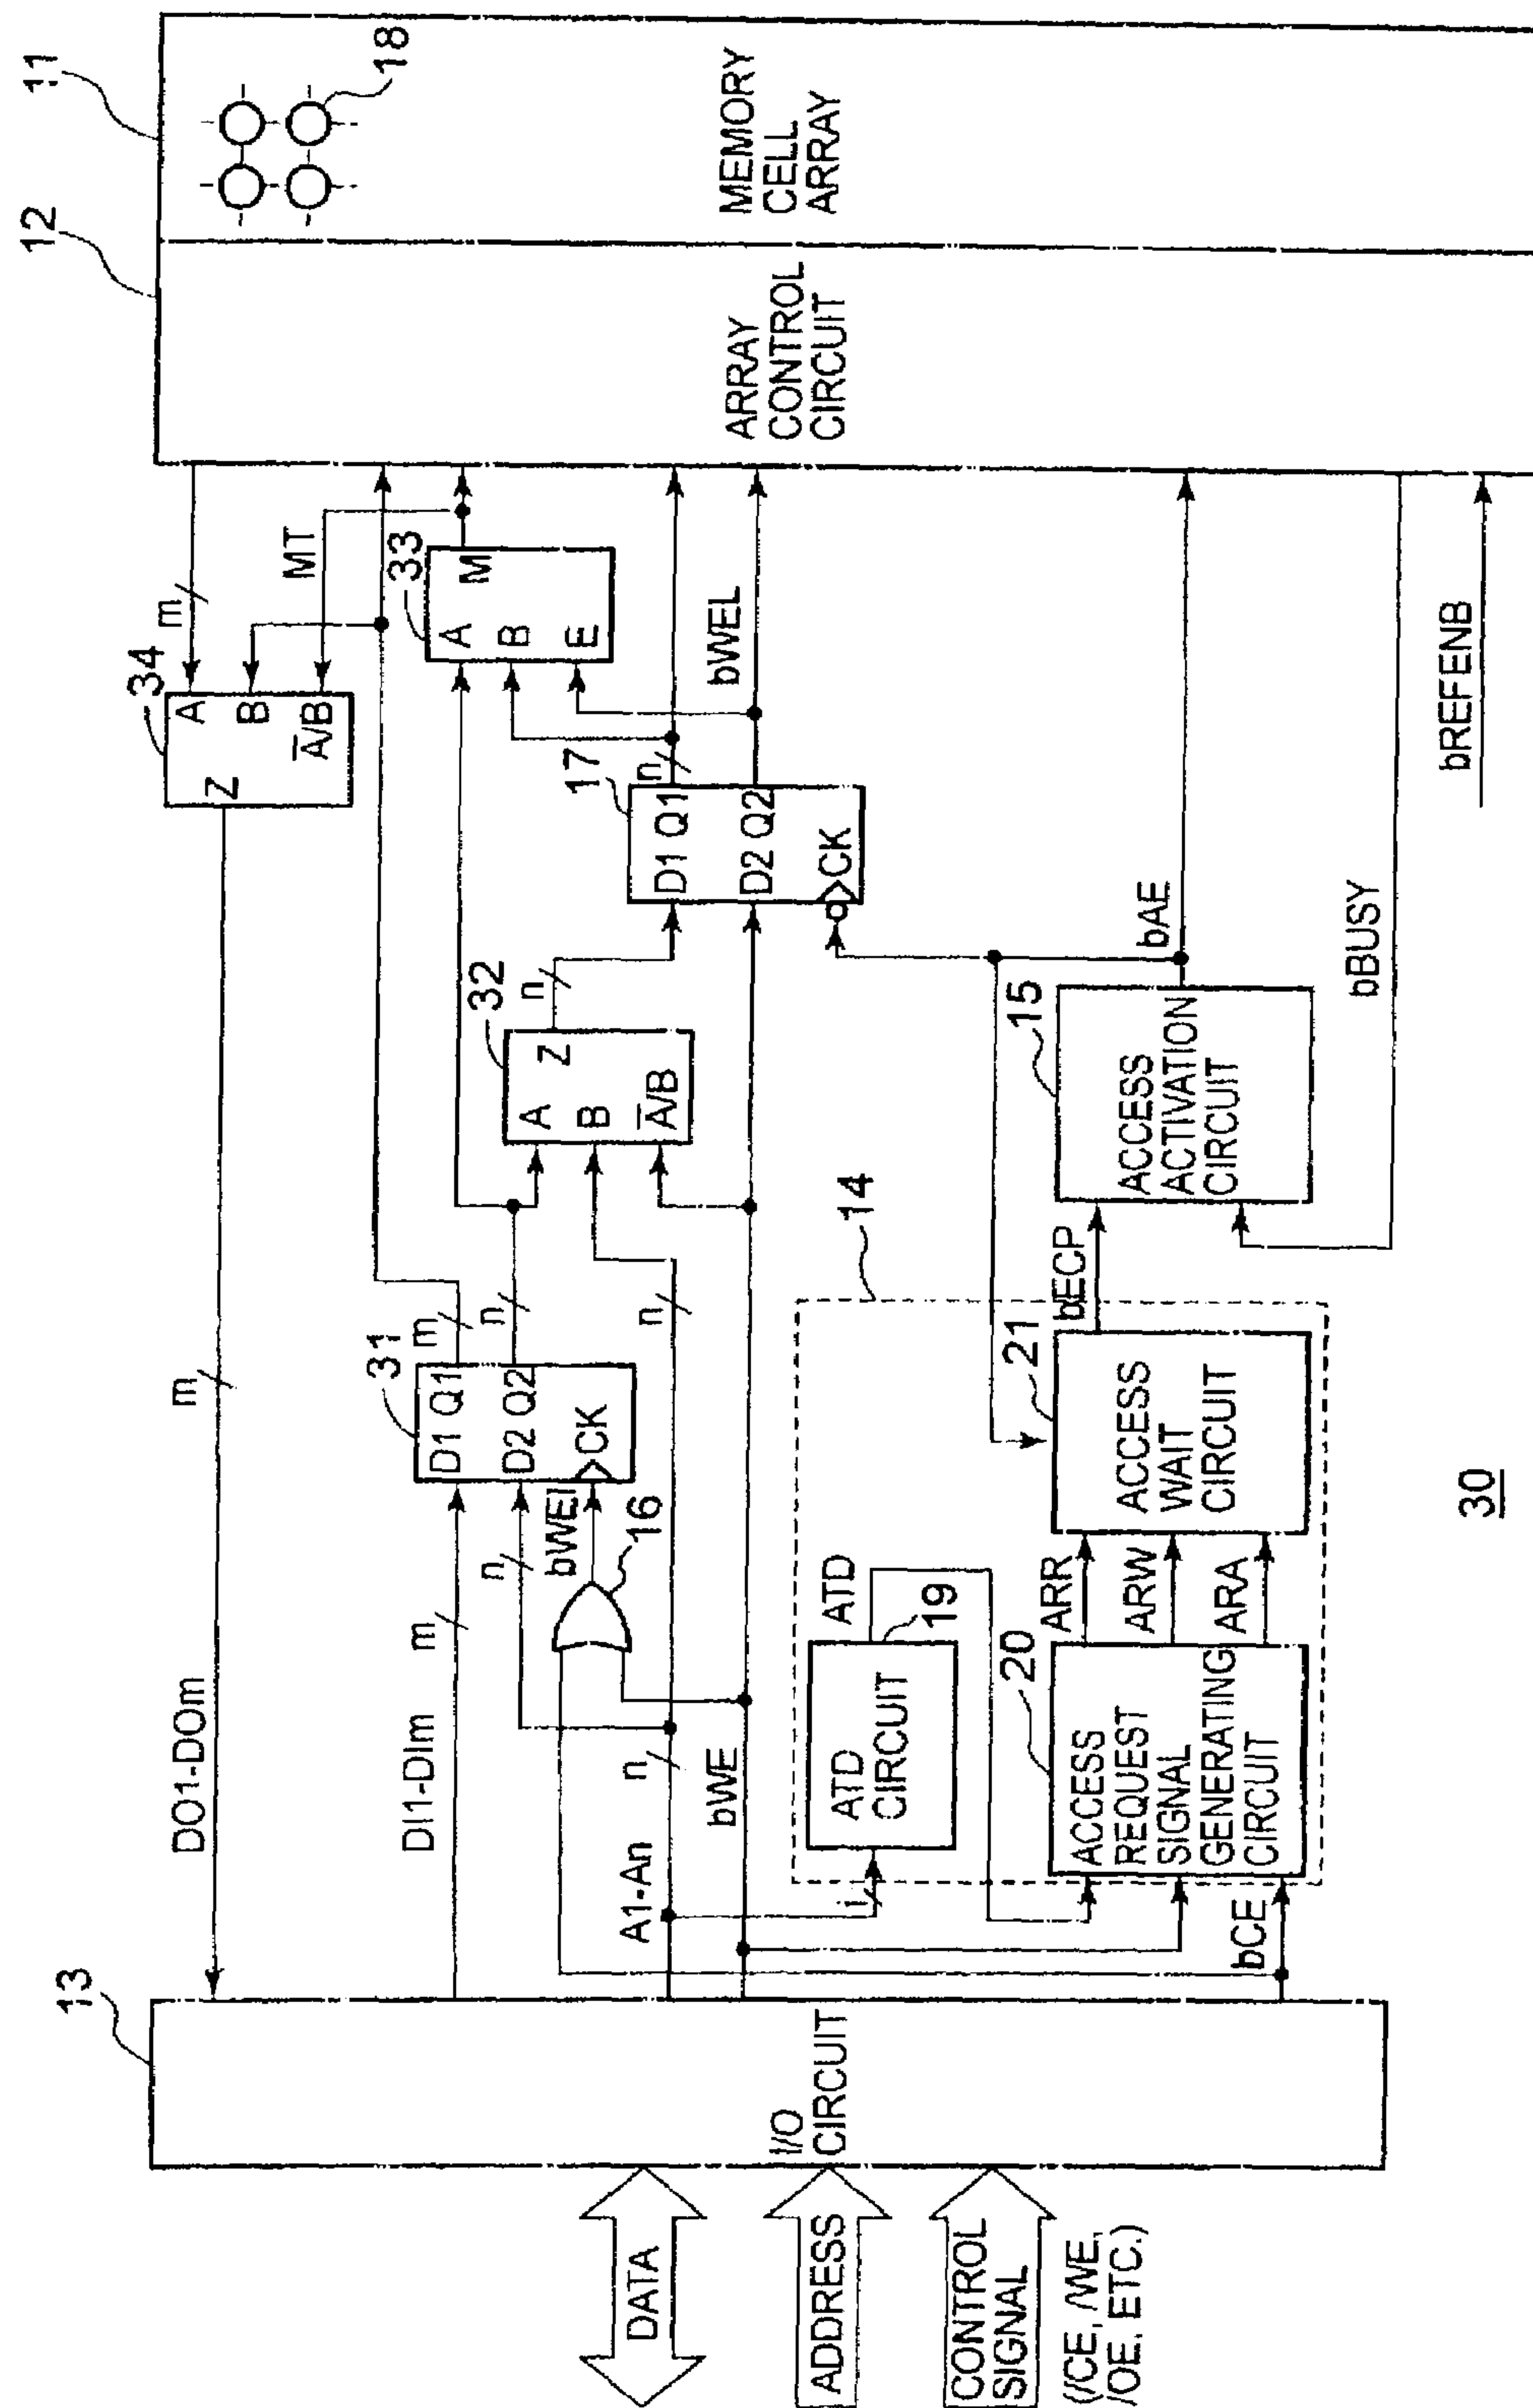 11
12
18
MEMORY
CELL
ARRAY
ARRAY
CONTROL
CIRCUIT
34
m
A
B
A̅/B
Z
MT
33
A
B
E
M
bWEL
17
n
D1 Q1
D2 Q2
CK
32
n
A
B
A̅/B
Z
bAE
bBUSY
bREFENB
15
ACCESS
ACTIVATION
CIRCUIT
bECP
14
31
m
n
n
D1 Q1
D2 Q2
CK
bWEI
16
n
m
m
DO1-DOm
DI1-DIm
21
ACCESS
WAIT
CIRCUIT
ARR
ARW
ARA
ATD
19
ATD
CIRCUIT
20
ACCESS
REQUEST
SIGNAL
GENERATING
CIRCUIT
bCE
bWE
n
A1-An
13
I/O
CIRCUIT
DATA
ADDRESS
CONTROL
SIGNAL
(/CE, /WE,
/OE, ETC.)
30